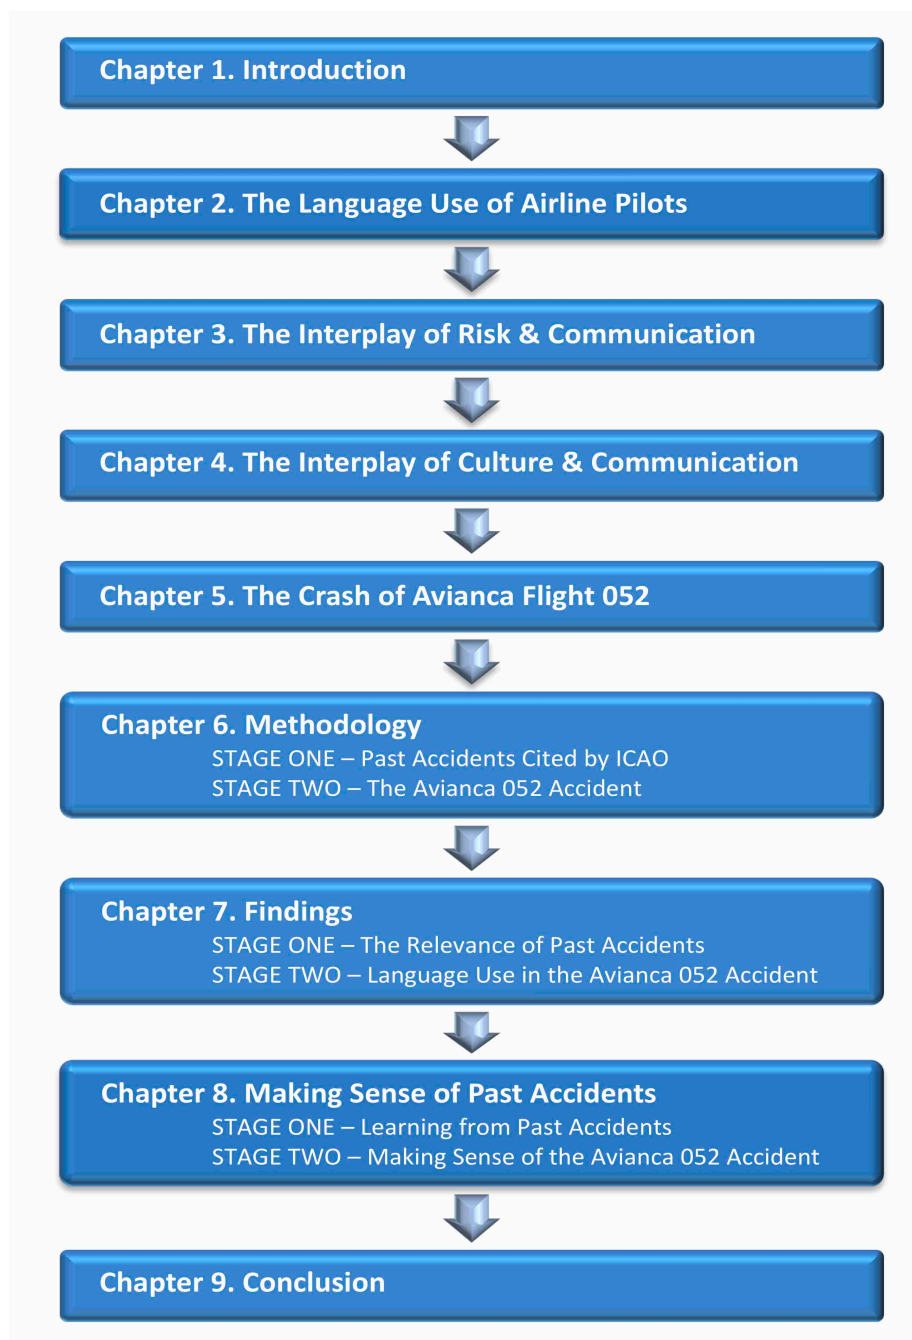 Chapter 1. Introduction
Chapter 2. The Language Use of Airline Pilots
Chapter 3. The Interplay of Risk & Communication
Chapter 4. The Interplay of Culture & Communication
Chapter 5. The Crash of Avianca Flight 052
Chapter 6. Methodology
STAGE ONE – Past Accidents Cited by ICAO
STAGE TWO – The Avianca 052 Accident
Chapter 7. Findings
STAGE ONE – The Relevance of Past Accidents
STAGE TWO – Language Use in the Avianca 052 Accident
Chapter 8. Making Sense of Past Accidents
STAGE ONE – Learning from Past Accidents
STAGE TWO – Making Sense of the Avianca 052 Accident
Chapter 9. Conclusion